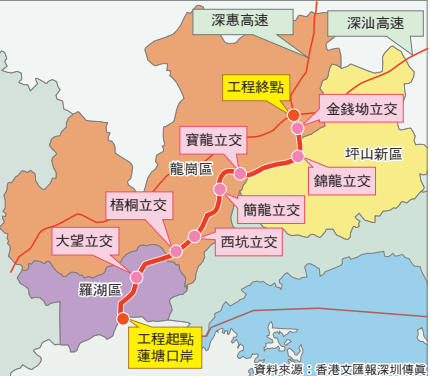 深惠高速
深汕高速
工程終點
金錢坳立交
寶龍立交
坪山新區
龍崗區
錦龍立交
梧桐立交
簡龍立交
大望立交
西坑立交
羅湖區
工程起點
蓮塘口岸
資料來源：香港文匯報深圳傳真